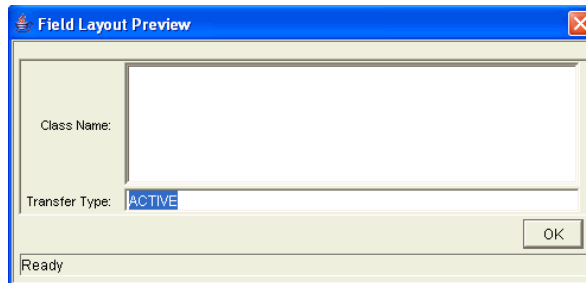 Field Layout Preview
Class Name:
Transfer Type: ACTIVE
OK
Ready